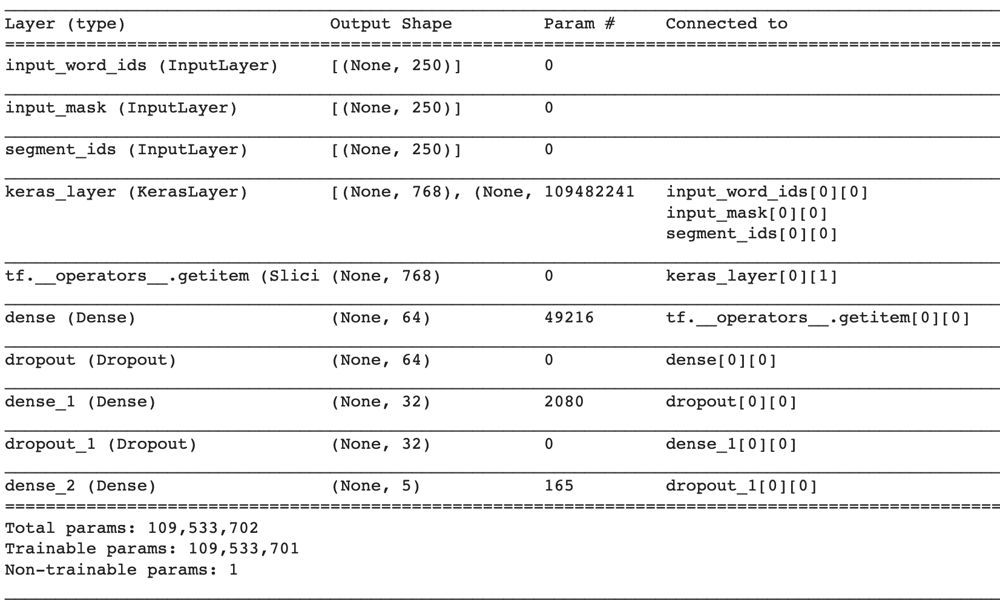 Layer (type)                    Output Shape         Param #     Connected to
==================================================================================================
input_word_ids (InputLayer)     [(None, 250)]        0
__________________________________________________________________________________________________
input_mask (InputLayer)         [(None, 250)]        0
__________________________________________________________________________________________________
segment_ids (InputLayer)        [(None, 250)]        0
__________________________________________________________________________________________________
keras_layer (KerasLayer)        [(None, 768), (None, 109482241   input_word_ids[0][0]
                                                                 input_mask[0][0]
                                                                 segment_ids[0][0]
__________________________________________________________________________________________________
tf.__operators__.getitem (Slici (None, 768)          0           keras_layer[0][1]
__________________________________________________________________________________________________
dense (Dense)                   (None, 64)           49216       tf.__operators__.getitem[0][0]
__________________________________________________________________________________________________
dropout (Dropout)               (None, 64)           0           dense[0][0]
__________________________________________________________________________________________________
dense_1 (Dense)                 (None, 32)           2080        dropout[0][0]
__________________________________________________________________________________________________
dropout_1 (Dropout)             (None, 32)           0           dense_1[0][0]
__________________________________________________________________________________________________
dense_2 (Dense)                 (None, 5)            165         dropout_1[0][0]
==================================================================================================
Total params: 109,533,702
Trainable params: 109,533,701
Non-trainable params: 1